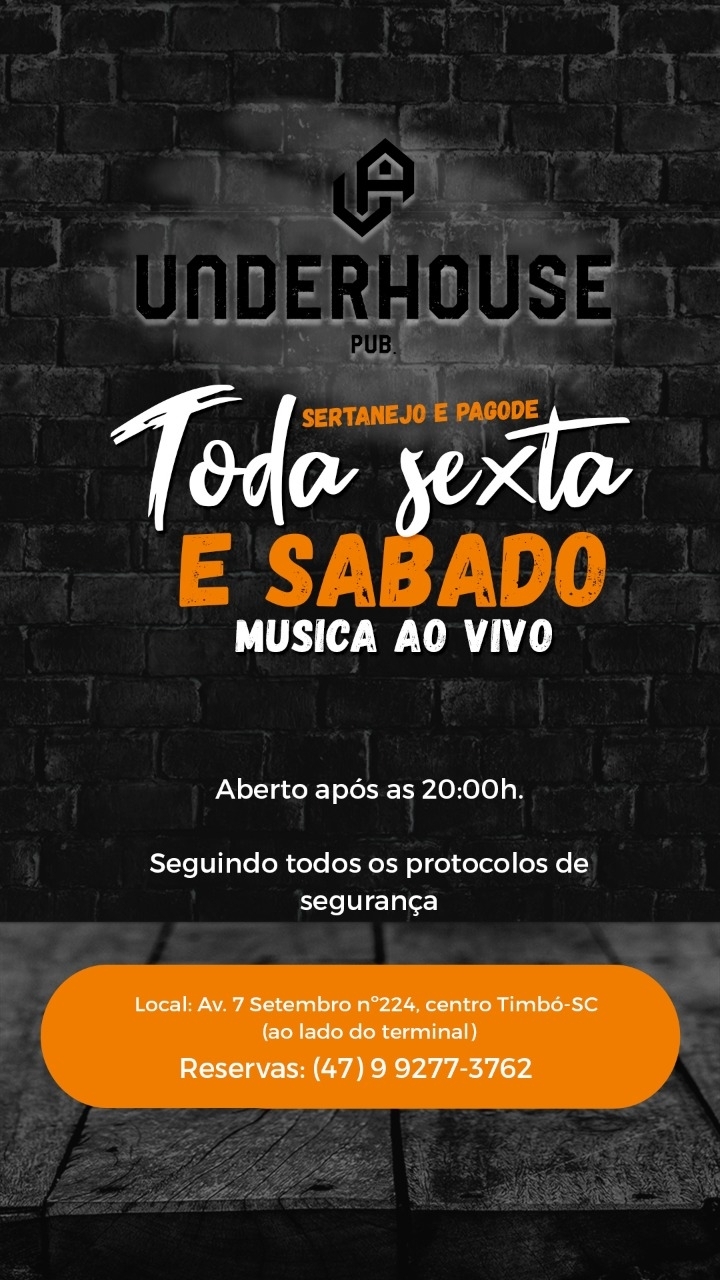 UNDERHOUSE
PUB.
SERTANEJO E PAGODE
Toda sexta
E SABADO
MUSICA AO VIVO
Aberto após as 20:00h.
Seguindo todos os protocolos de
segurança
Local: Av. 7 Setembro nº224, centro Timbó-SC
(ao lado do terminal)
Reservas: (47) 9 9277-3762